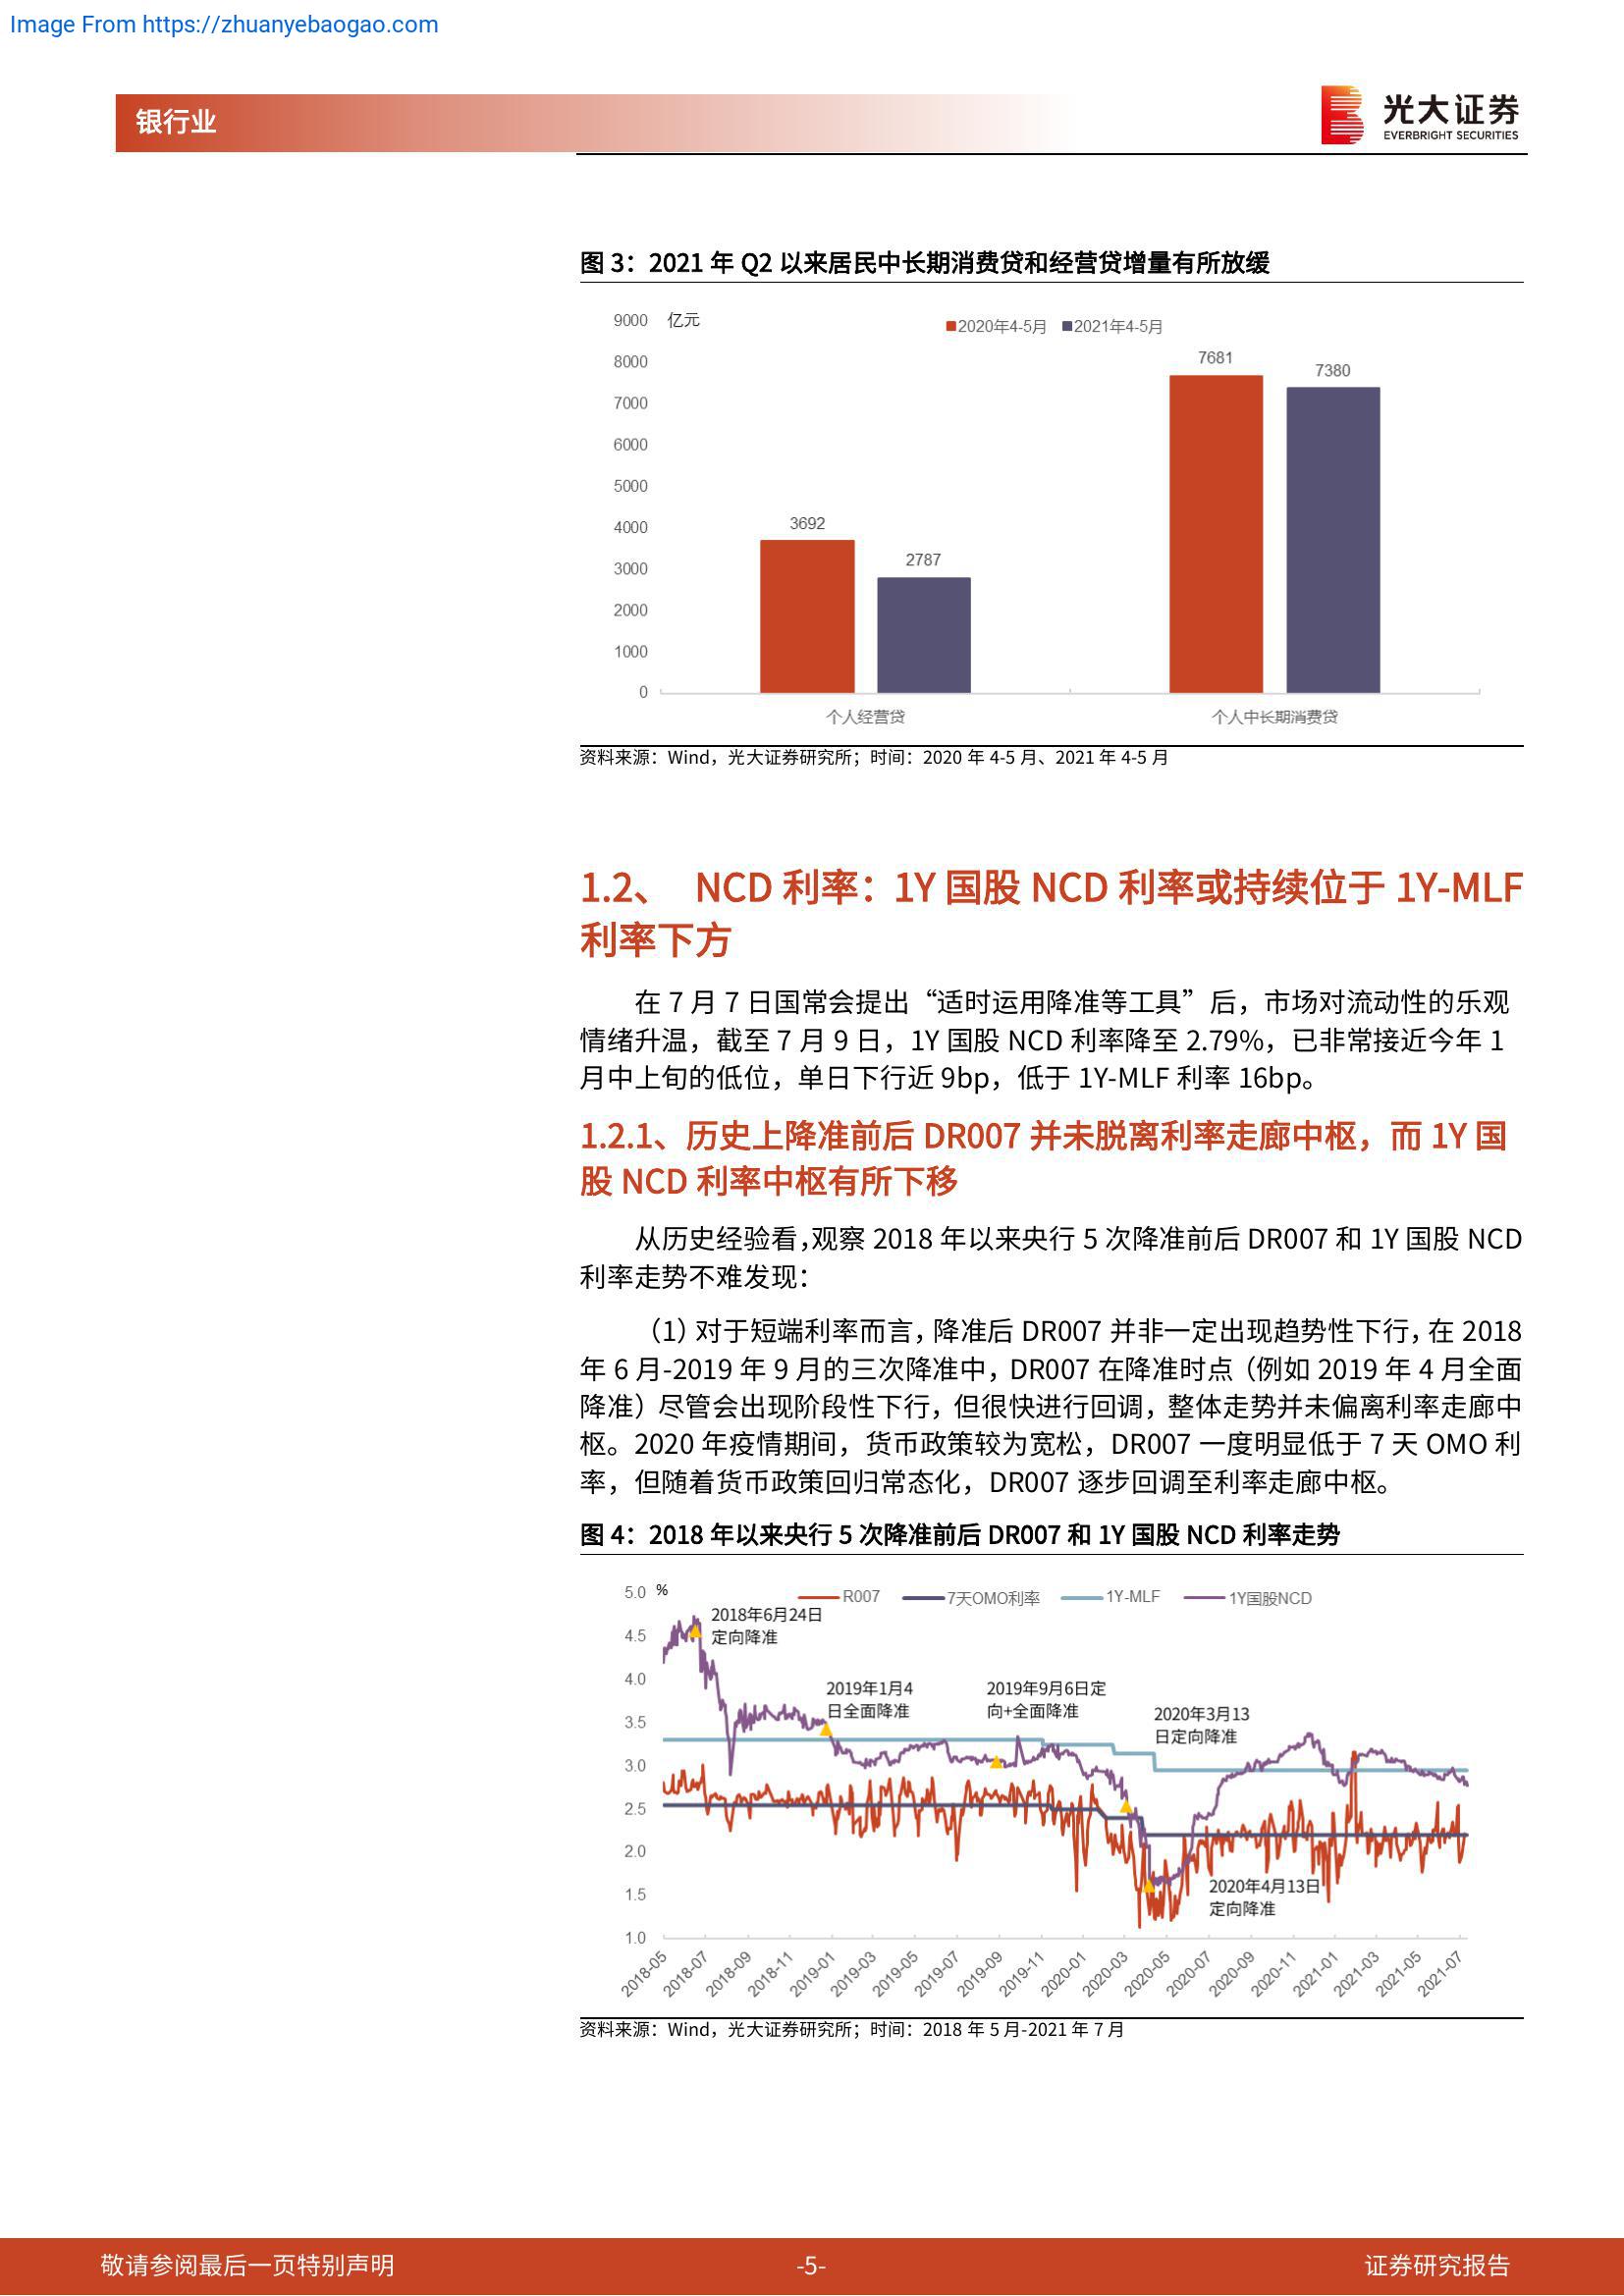 Image From https://zhuanyebaogao.com
银行业
光大证券
EVERBRIGHT SECURITIES
图 3：2021 年 Q2 以来居民中长期消费贷和经营贷增量有所放缓
9000 亿元
2020年4-5月 2021年4-5月
8000
7000
6000
5000
4000
3000
2000
1000
0
3692
2787
7681
7380
个人经营贷 个人中长期消费贷
资料来源：Wind，光大证券研究所；时间：2020 年 4-5 月、2021 年 4-5 月
1.2、 NCD 利率：1Y 国股 NCD 利率或持续位于 1Y-MLF
利率下方
在 7 月 7 日国常会提出“适时运用降准等工具”后，市场对流动性的乐观
情绪升温，截至 7 月 9 日，1Y 国股 NCD 利率降至 2.79%，已非常接近今年 1
月中上旬的低位，单日下行近 9bp，低于 1Y-MLF 利率 16bp。
1.2.1、历史上降准前后 DR007 并未脱离利率走廊中枢，而 1Y 国
股 NCD 利率中枢有所下移
从历史经验看，观察 2018 年以来央行 5 次降准前后 DR007 和 1Y 国股 NCD
利率走势不难发现：
（1）对于短端利率而言，降准后 DR007 并非一定出现趋势性下行，在 2018
年 6 月-2019 年 9 月的三次降准中，DR007 在降准时点（例如 2019 年 4 月全面
降准）尽管会出现阶段性下行，但很快进行回调，整体走势并未偏离利率走廊中
枢。2020 年疫情期间，货币政策较为宽松，DR007 一度明显低于 7 天 OMO 利
率，但随着货币政策回归常态化，DR007 逐步回调至利率走廊中枢。
图 4：2018 年以来央行 5 次降准前后 DR007 和 1Y 国股 NCD 利率走势
5.0 %
R007 7天OMO利率 1Y-MLF 1Y国股NCD
4.5
4.0
3.5
3.0
2.5
2.0
1.5
1.0
2018年6月24日
定向降准
2019年1月4
日全面降准
2019年9月6日定
向+全面降准
2020年3月13
日定向降准
2020年4月13日
定向降准
2018-05 2018-07 2018-09 2018-11 2019-01 2019-03 2019-05 2019-07 2019-09 2019-11 2020-01 2020-03 2020-05 2020-07 2020-09 2020-11 2021-01 2021-03 2021-05 2021-07
资料来源：Wind，光大证券研究所；时间：2018 年 5 月-2021 年 7 月
敬请参阅最后一页特别声明 -5- 证券研究报告